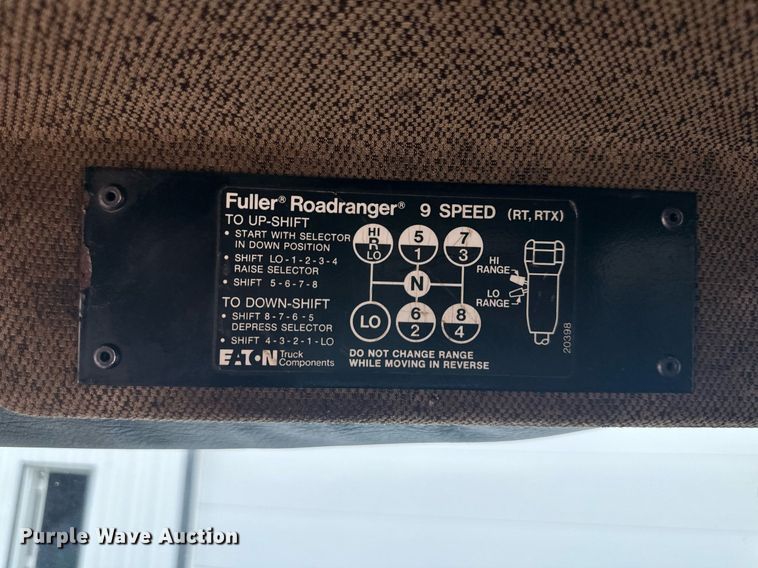 Fuller® Roadranger® 9 SPEED (RT, RTX)
TO UP-SHIFT
• START WITH SELECTOR
IN DOWN POSITION
• SHIFT LO-1-2-3-4
RAISE SELECTOR
• SHIFT 5-6-7-8
TO DOWN-SHIFT
• SHIFT 8-7-6-5
DEPRESS SELECTOR
• SHIFT 4-3-2-1-LO
EATON Truck
Components
HI
R
LO
5
1
7
3
N
LO
6
2
8
4
DO NOT CHANGE RANGE
WHILE MOVING IN REVERSE
HI
RANGE
LO
RANGE
20398
Purple Wave Auction